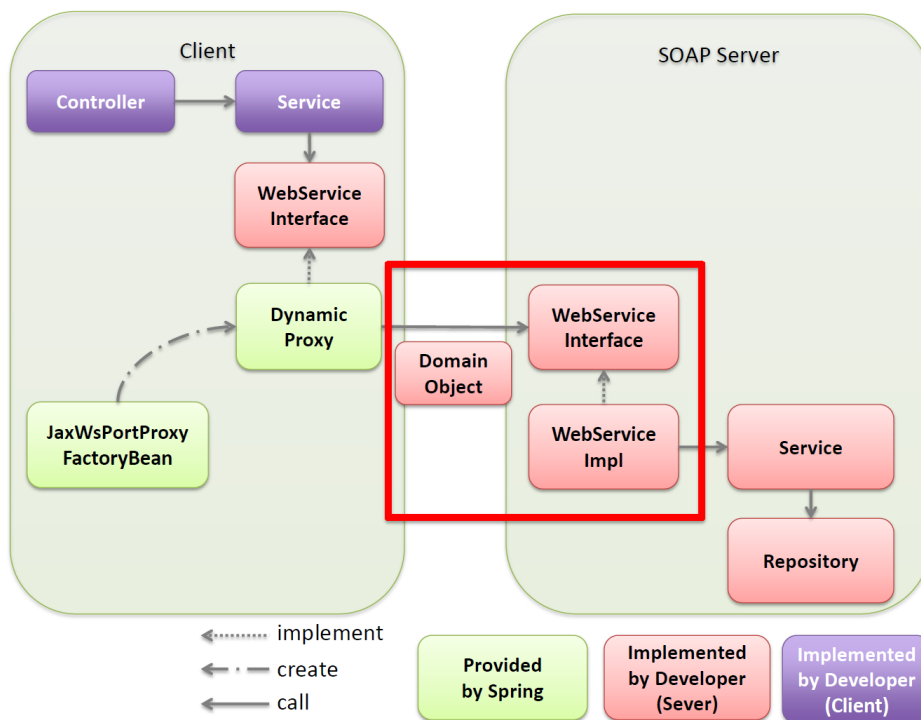 Client
SOAP Server
Controller
Service
WebService
Interface
Dynamic
Proxy
WebService
Interface
Domain
Object
JaxWsPortProxy
FactoryBean
WebService
Impl
Service
Repository
implement
create
call
Provided
by Spring
Implemented
by Developer
(Sever)
Implemented
by Developer
(Client)